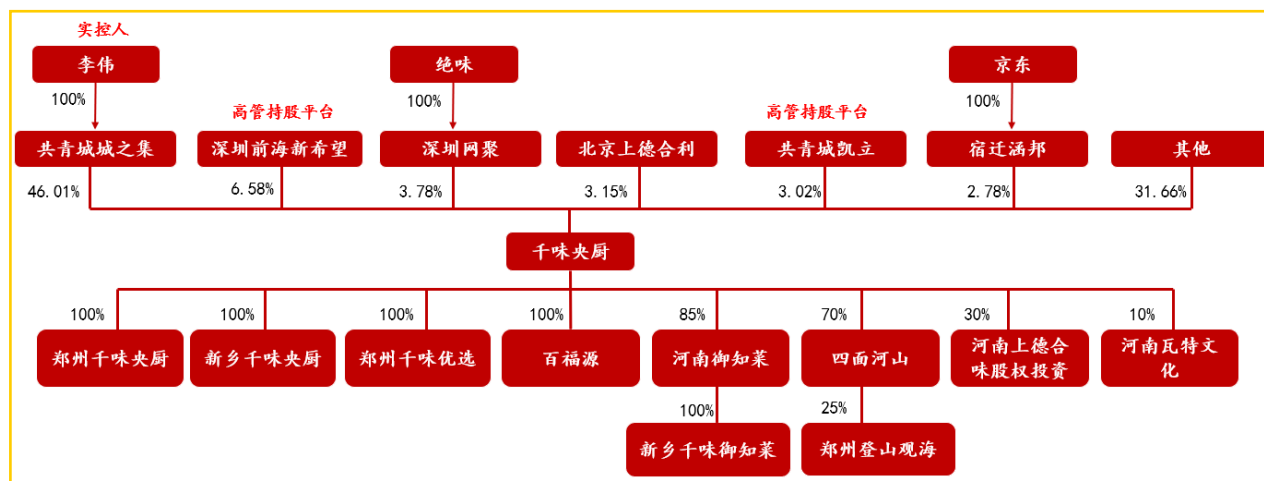 实控人
李伟
绝味
京东
100%
100%
100%
高管持股平台
高管持股平台
共青城城之集
深圳前海新希望
深圳网聚
北京上德合利
共青城凯立
宿迁涵邦
其他
46.01%
6.58%
3.78%
3.15%
3.02%
2.78%
31.66%
千味央厨
100%
100%
100%
100%
85%
70%
30%
10%
郑州千味央厨
新乡千味央厨
郑州千味优选
百福源
河南御知菜
四面河山
河南上德合
味股权投资
河南瓦特文
化
100%
25%
新乡千味御知菜
郑州登山观海